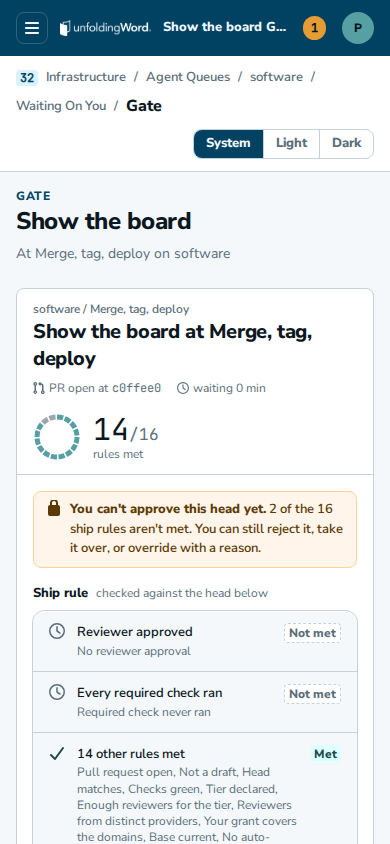 unfoldingWord. Show the board G... 1 P
32 Infrastructure / Agent Queues / software /
Waiting On You / Gate
System Light Dark
GATE
Show the board
At Merge, tag, deploy on software
software / Merge, tag, deploy
Show the board at Merge, tag,
deploy
PR open at c0ffee0 waiting 0 min
14/16
rules met
You can't approve this head yet. 2 of the 16
ship rules aren't met. You can still reject it, take
it over, or override with a reason.
Ship rule checked against the head below
Reviewer approved Not met
No reviewer approval
Every required check ran Not met
Required check never ran
14 other rules met Met
Pull request open, Not a draft, Head
matches, Checks green, Tier declared,
Enough reviewers for the tier, Reviewers
from distinct providers, Your grant covers
the domains, Base current, No auto-